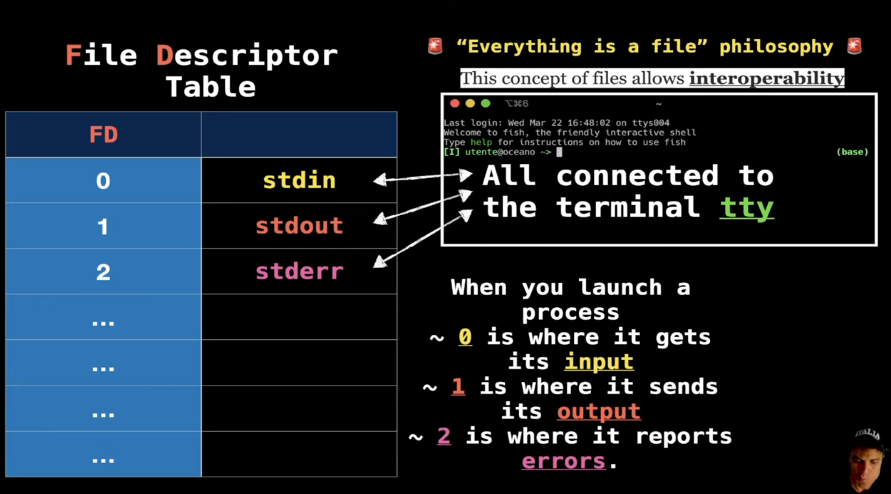 File Descriptor
Table
FD
0 stdin
1 stdout
2 stderr
...
...
...
...
“Everything is a file” philosophy
This concept of files allows interoperability
⌥⌘6 ~
Last login: Wed Mar 22 16:48:02 on ttys004
Welcome to fish, the friendly interactive shell
Type help for instructions on how to use fish
[I] utente@oceano ~> (base)
All connected to
the terminal tty
When you launch a
process
~ 0 is where it gets
its input
~ 1 is where it sends
its output
~ 2 is where it reports
errors.
ITALIA